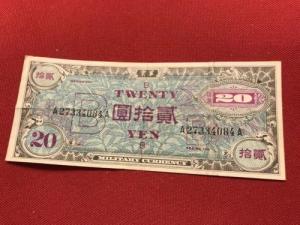 拾貳
B
TWENTY
20
B
拾圓貳
A27334084A
A27334084A
20
YEN
B
拾貳
MILITARY CURRENCY